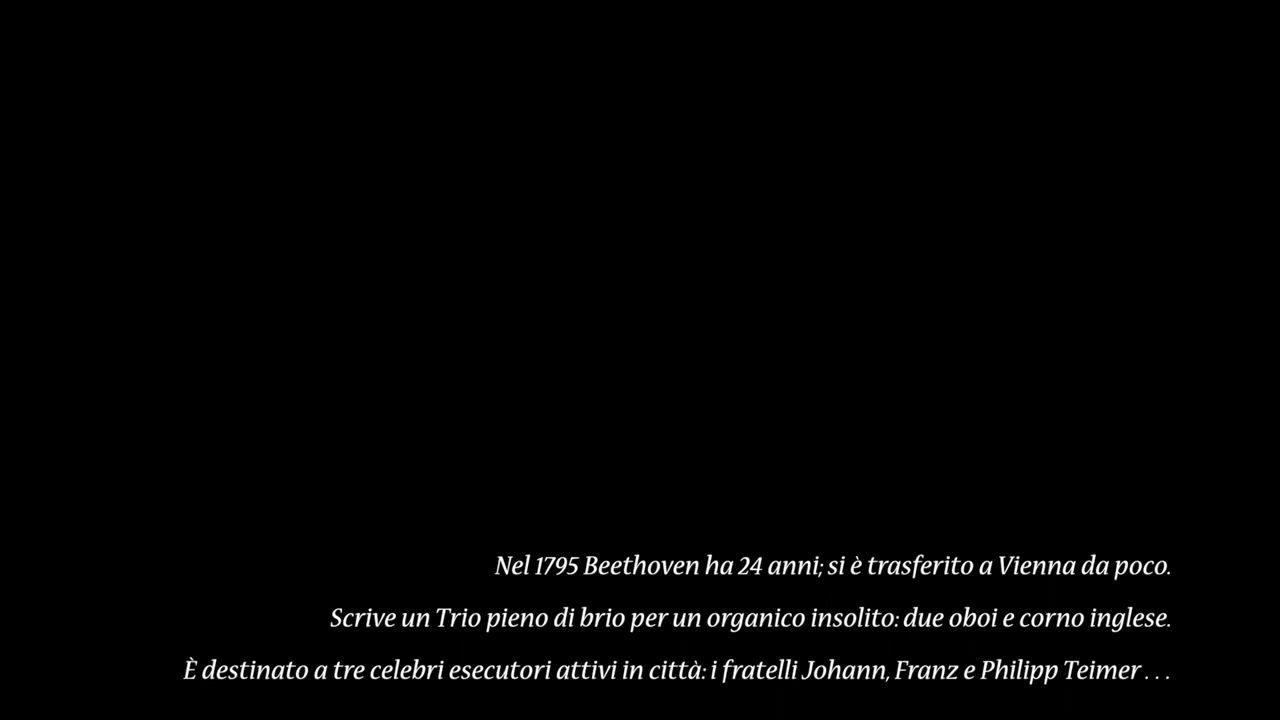 Nel 1795 Beethoven ha 24 anni; si è trasferito a Vienna da poco.
Scrive un Trio pieno di brio per un organico insolito: due oboi e corno inglese.
È destinato a tre celebri esecutori attivi in città: i fratelli Johann, Franz e Philipp Teimer . . .